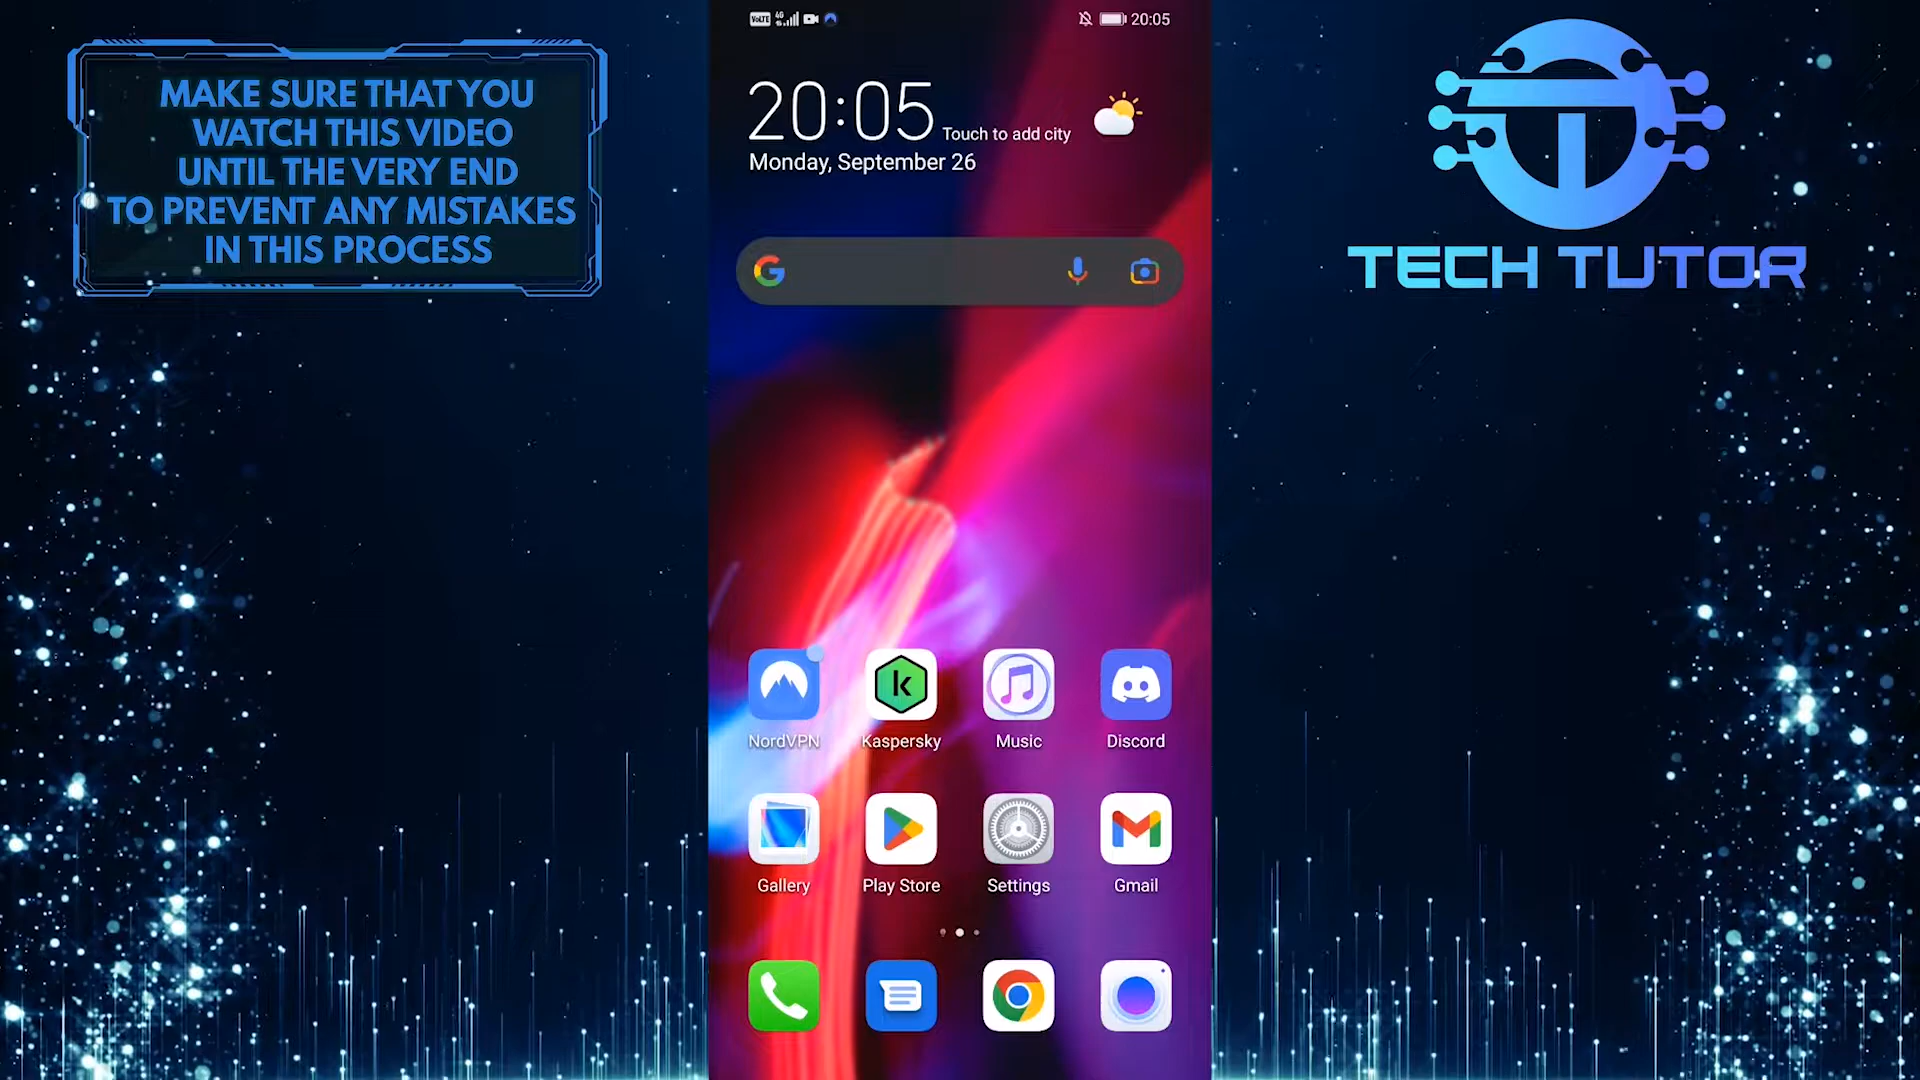 MAKE SURE THAT YOU
WATCH THIS VIDEO
UNTIL THE VERY END
TO PREVENT ANY MISTAKES
IN THIS PROCESS
VoLTE 4G 20:05
20:05 Touch to add city
Monday, September 26
TECH TUTOR
NordVPN Kaspersky Music Discord
Gallery Play Store Settings Gmail